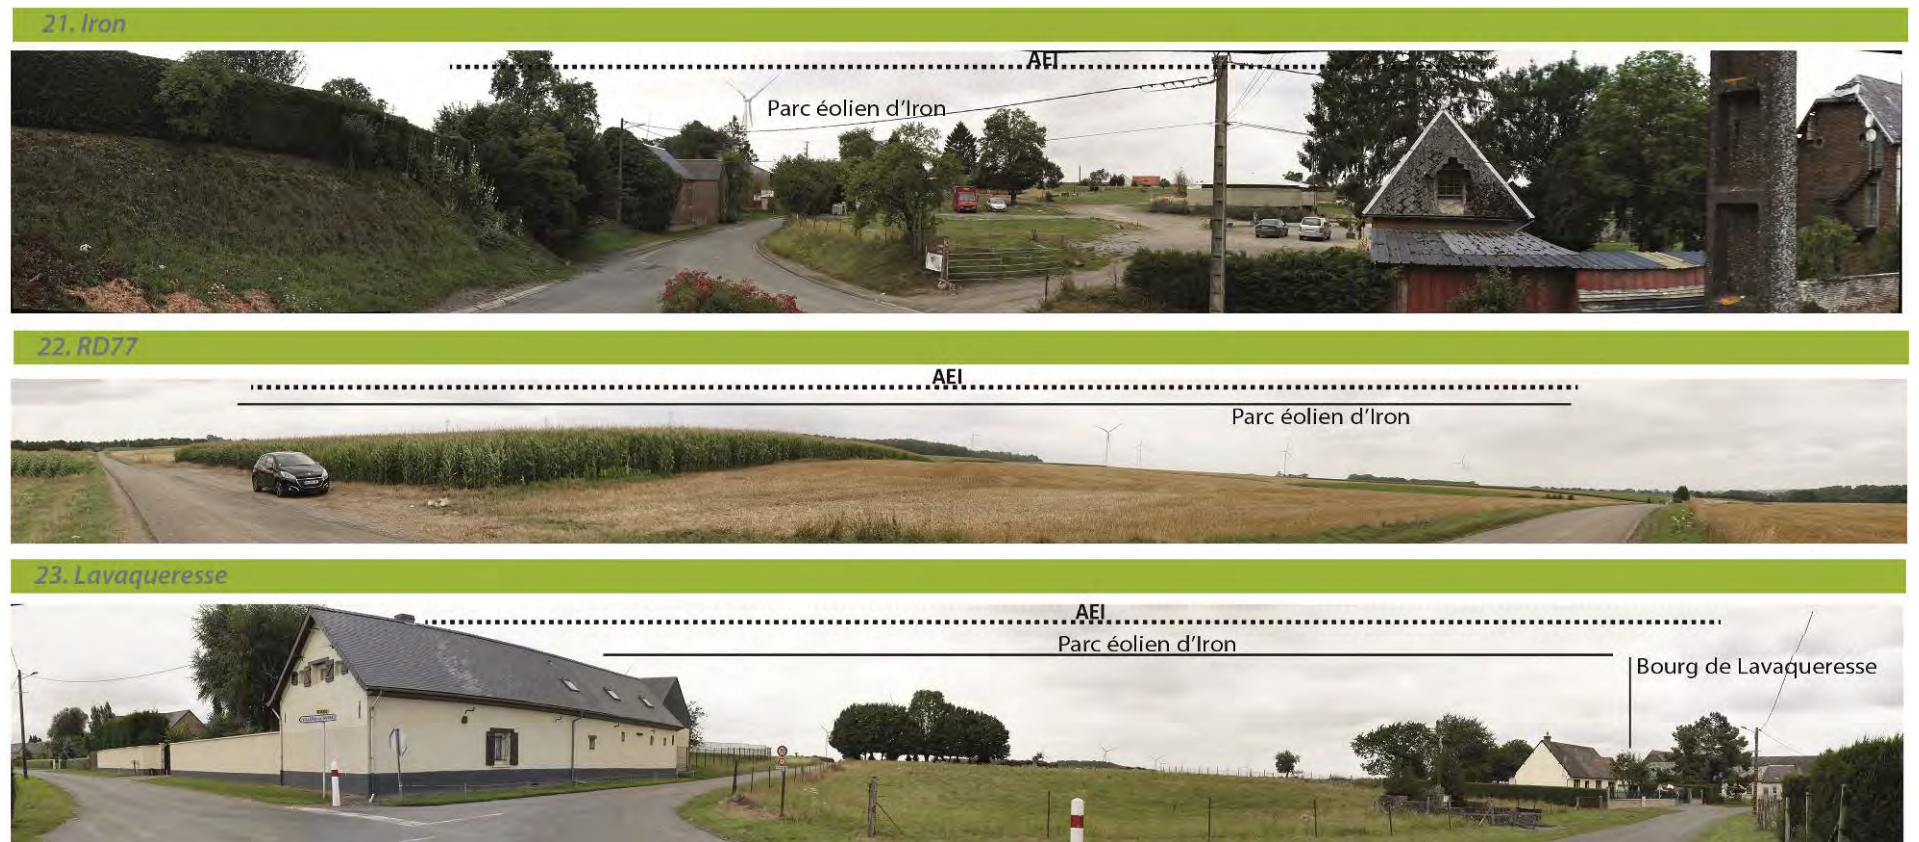 21. Iron
AEI
Parc éolien d'Iron
22. RD77
AEI
Parc éolien d'Iron
23. Lavaqueresse
AEI
Parc éolien d'Iron
Bourg de Lavaqueresse